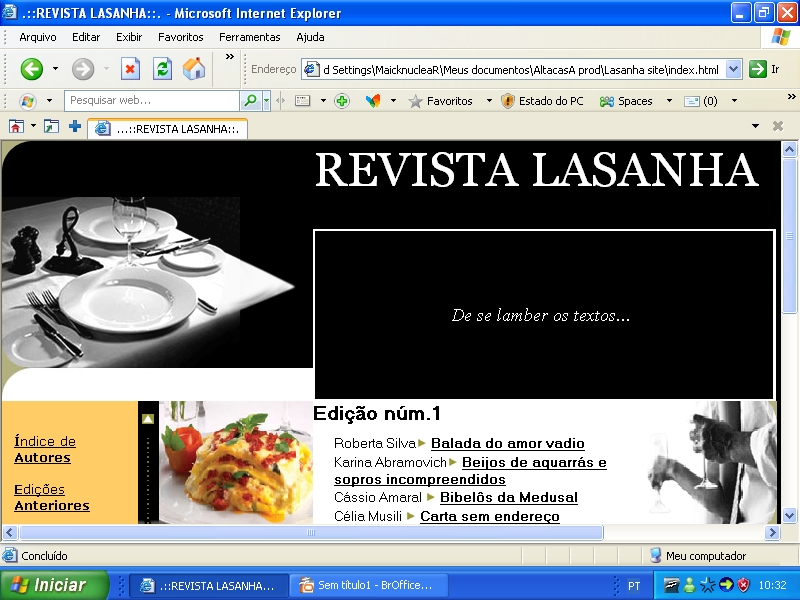 .::REVISTA LASANHA::. - Microsoft Internet Explorer
Arquivo Editar Exibir Favoritos Ferramentas Ajuda
Endereço d Settings\MaicknucleaR\Meus documentos\AltacasA prod\Lasanha site\index.html Ir
Pesquisar web... Favoritos Estado do PC Spaces (0)
...::REVISTA LASANHA::.
REVISTA LASANHA
De se lamber os textos...
Índice de
Autores
Edições
Anteriores
Edição núm.1
Roberta Silva Balada do amor vadio
Karina Abramovich Beijos de aquarrás e
sopros incompreendidos
Cássio Amaral Bibelôs da Medusal
Célia Musili Carta sem endereço
Concluído Meu computador
Iniciar .::REVISTA LASANHA... Sem título1 - BrOffice... PT 10:32